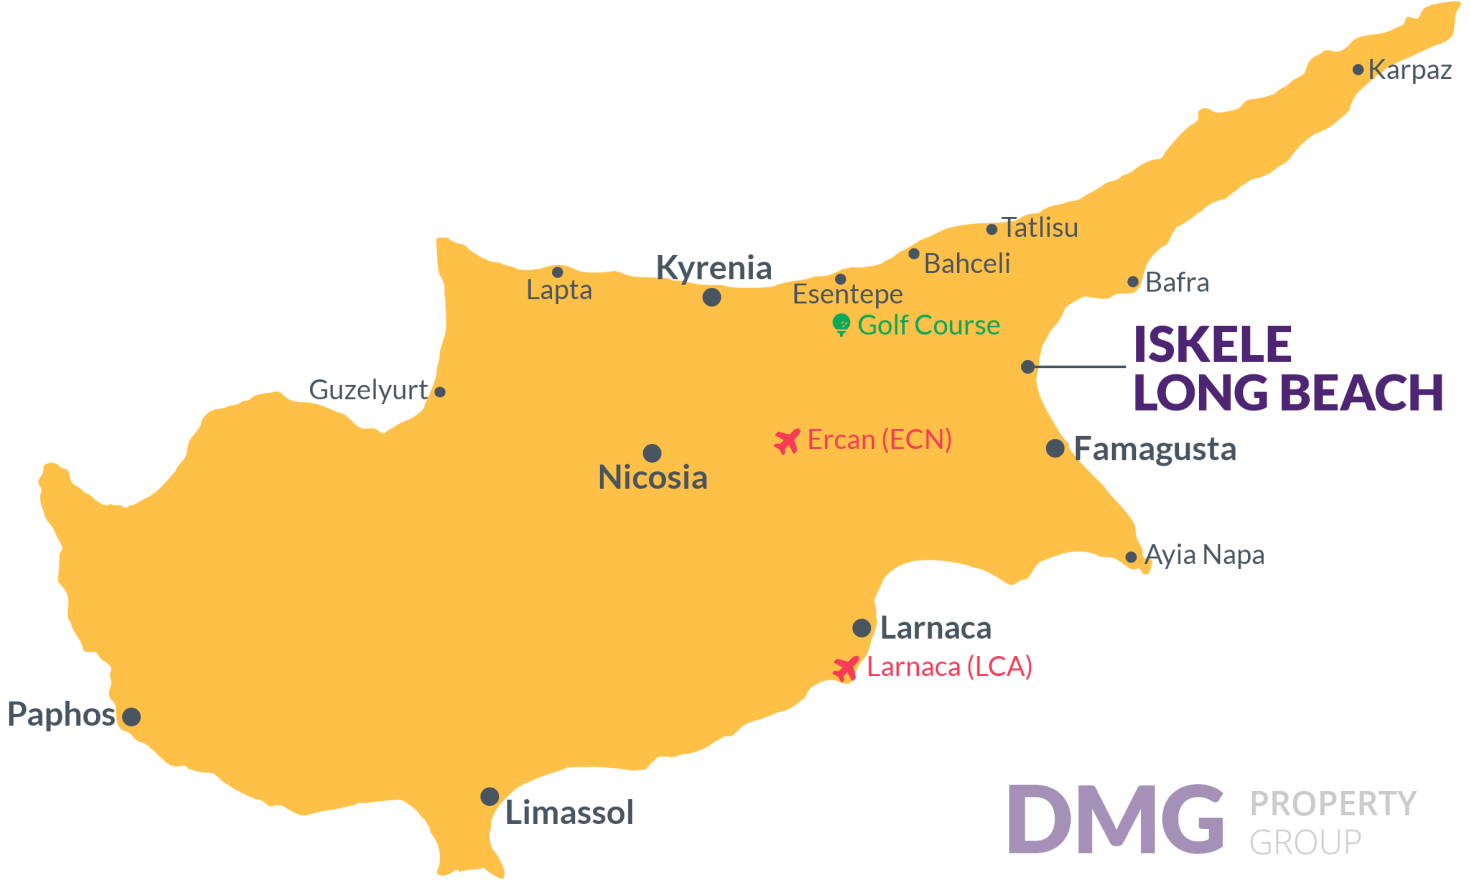 Karpaz
Tatlisu
Bahceli
Kyrenia
Lapta
Esentepe
Bafra
Golf Course
ISKELE
LONG BEACH
Guzelyurt
Ercan (ECN)
Famagusta
Nicosia
Ayia Napa
Larnaca
Larnaca (LCA)
Paphos
Limassol
DMG PROPERTY
GROUP